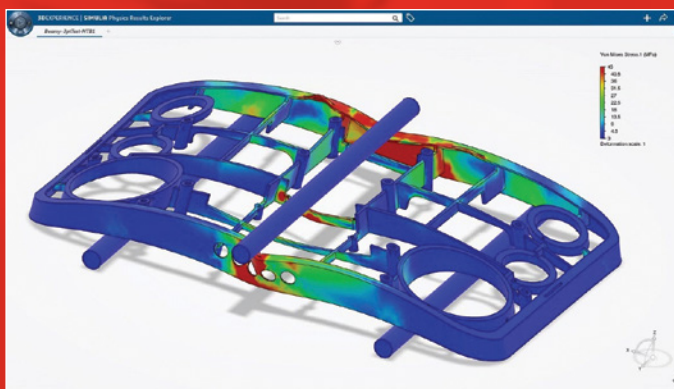 3DEXPERIENCE | SIMULIA Physics Results Explorer
Search
Von Mises Stress.1 (MPa)
45
40.5
36
31.5
27
22.5
18
13.5
9
4.5
0
Deformation scale: 1
Z
X
Y